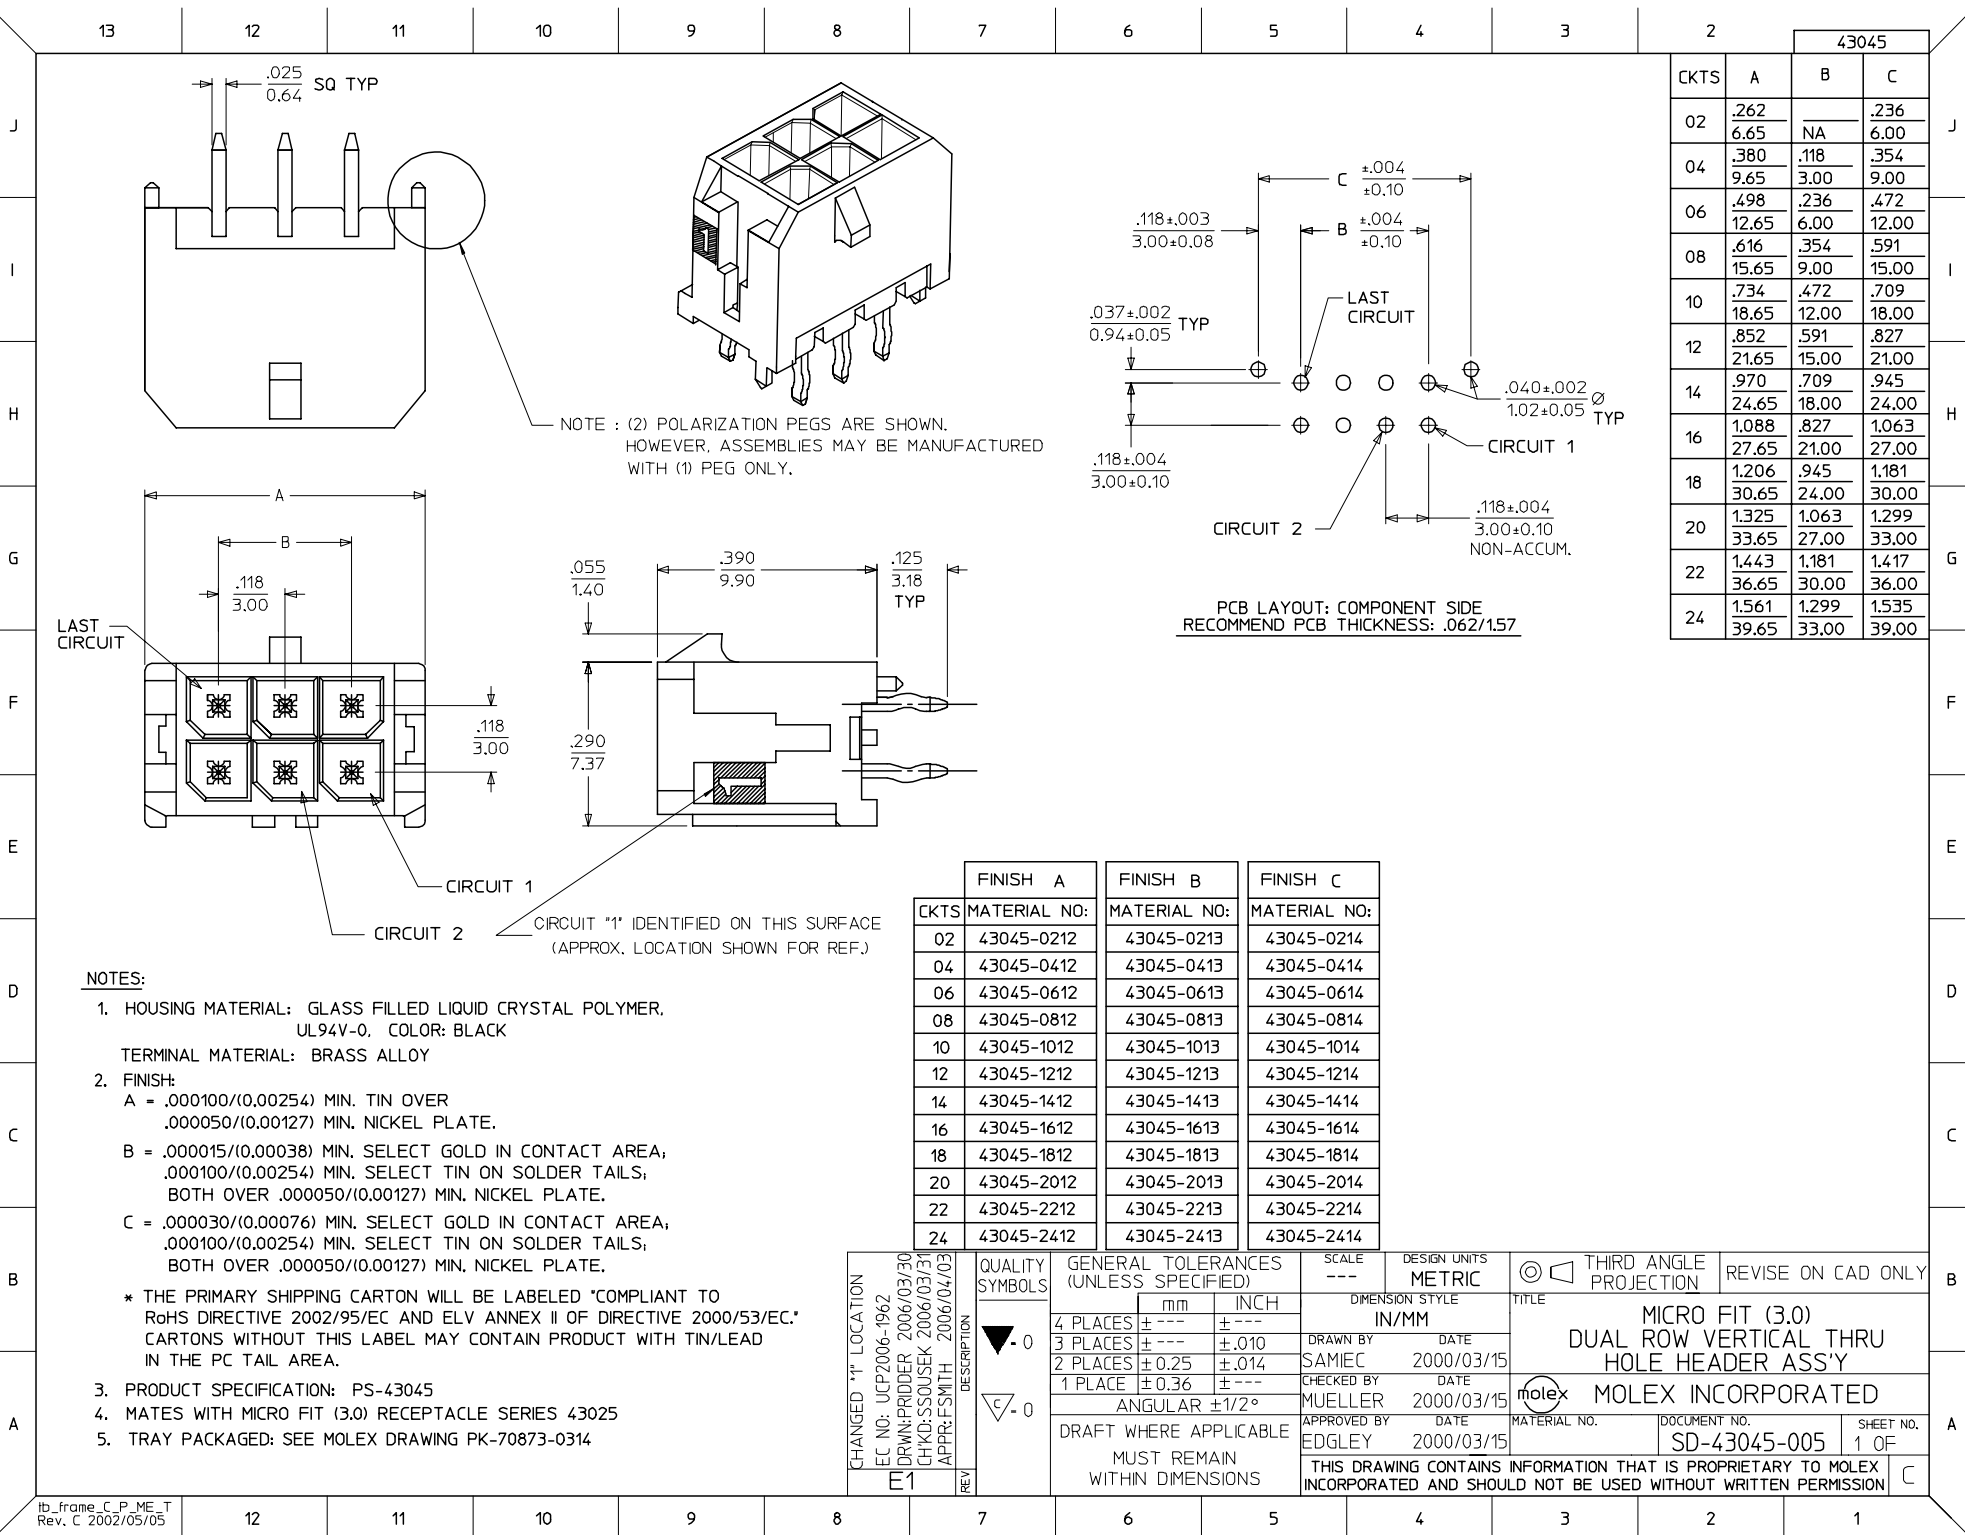 13 12 11 10 9 8 7 6 5 4 3 2
43045
J
I
H
G
F
E
D
C
B
A
.025
0.64
SQ TYP
NOTE : (2) POLARIZATION PEGS ARE SHOWN.
HOWEVER, ASSEMBLIES MAY BE MANUFACTURED
WITH (1) PEG ONLY.
C ±.004
±0.10
.118±.003
3.00±0.08
B ±.004
±0.10
LAST
CIRCUIT
.037±.002
0.94±0.05
TYP
.040±.002
1.02±0.05
Ø
TYP
CIRCUIT 1
.118±.004
3.00±0.10
CIRCUIT 2
.118±.004
3.00±0.10
NON-ACCUM.
PCB LAYOUT: COMPONENT SIDE
RECOMMEND PCB THICKNESS: .062/1.57
CKTS A B C
02 .262 .236
6.65 NA 6.00
04 .380 .118 .354
9.65 3.00 9.00
06 .498 .236 .472
12.65 6.00 12.00
08 .616 .354 .591
15.65 9.00 15.00
10 .734 .472 .709
18.65 12.00 18.00
12 .852 .591 .827
21.65 15.00 21.00
14 .970 .709 .945
24.65 18.00 24.00
16 1.088 .827 1.063
27.65 21.00 27.00
18 1.206 .945 1.181
30.65 24.00 30.00
20 1.325 1.063 1.299
33.65 27.00 33.00
22 1.443 1.181 1.417
36.65 30.00 36.00
24 1.561 1.299 1.535
39.65 33.00 39.00
A
B
.118
3.00
LAST
CIRCUIT
.118
3.00
CIRCUIT 1
CIRCUIT 2
.055
1.40
.390
9.90
.125
3.18
TYP
.290
7.37
CIRCUIT "1" IDENTIFIED ON THIS SURFACE
(APPROX. LOCATION SHOWN FOR REF.)
NOTES:
1. HOUSING MATERIAL: GLASS FILLED LIQUID CRYSTAL POLYMER,
UL94V-0, COLOR: BLACK
TERMINAL MATERIAL: BRASS ALLOY
2. FINISH:
A = .000100/(0.00254) MIN. TIN OVER
.000050/(0.00127) MIN. NICKEL PLATE.
B = .000015/(0.00038) MIN. SELECT GOLD IN CONTACT AREA;
.000100/(0.00254) MIN. SELECT TIN ON SOLDER TAILS;
BOTH OVER .000050/(0.00127) MIN. NICKEL PLATE.
C = .000030/(0.00076) MIN. SELECT GOLD IN CONTACT AREA;
.000100/(0.00254) MIN. SELECT TIN ON SOLDER TAILS;
BOTH OVER .000050/(0.00127) MIN. NICKEL PLATE.
* THE PRIMARY SHIPPING CARTON WILL BE LABELED "COMPLIANT TO
RoHS DIRECTIVE 2002/95/EC AND ELV ANNEX II OF DIRECTIVE 2000/53/EC."
CARTONS WITHOUT THIS LABEL MAY CONTAIN PRODUCT WITH TIN/LEAD
IN THE PC TAIL AREA.
3. PRODUCT SPECIFICATION: PS-43045
4. MATES WITH MICRO FIT (3.0) RECEPTACLE SERIES 43025
5. TRAY PACKAGED: SEE MOLEX DRAWING PK-70873-0314
FINISH A FINISH B FINISH C
CKTS MATERIAL NO: MATERIAL NO: MATERIAL NO:
02 43045-0212 43045-0213 43045-0214
04 43045-0412 43045-0413 43045-0414
06 43045-0612 43045-0613 43045-0614
08 43045-0812 43045-0813 43045-0814
10 43045-1012 43045-1013 43045-1014
12 43045-1212 43045-1213 43045-1214
14 43045-1412 43045-1413 43045-1414
16 43045-1612 43045-1613 43045-1614
18 43045-1812 43045-1813 43045-1814
20 43045-2012 43045-2013 43045-2014
22 43045-2212 43045-2213 43045-2214
24 43045-2412 43045-2413 43045-2414
CHANGED "1" LOCATION
EC NO: UCP2006-1962
DRWN:PRIDDER 2006/03/30
CH'KD:SSOUSEK 2006/03/31
APPR:FSMITH 2006/04/03
DESCRIPTION
E1
REV
QUALITY
SYMBOLS
- 0
C - 0
GENERAL TOLERANCES
(UNLESS SPECIFIED)
mm INCH
4 PLACES ± --- ± ---
3 PLACES ± --- ± .010
2 PLACES ± 0.25 ± .014
1 PLACE ± 0.36 ± ---
ANGULAR ±1/2°
DRAFT WHERE APPLICABLE
MUST REMAIN
WITHIN DIMENSIONS
SCALE
---
DESIGN UNITS
METRIC
THIRD ANGLE
PROJECTION
REVISE ON CAD ONLY
DIMENSION STYLE
IN/MM
DRAWN BY DATE
SAMIEC 2000/03/15
CHECKED BY DATE
MUELLER 2000/03/15
APPROVED BY DATE
EDGLEY 2000/03/15
TITLE
MICRO FIT (3.0)
DUAL ROW VERTICAL THRU
HOLE HEADER ASS'Y
molex MOLEX INCORPORATED
MATERIAL NO.
DOCUMENT NO.
SD-43045-005
SHEET NO.
1 OF
THIS DRAWING CONTAINS INFORMATION THAT IS PROPRIETARY TO MOLEX
INCORPORATED AND SHOULD NOT BE USED WITHOUT WRITTEN PERMISSION
C
J
I
H
G
F
E
D
C
B
A
tb_frame_C_P_ME_T
Rev. C 2002/05/05
12 11 10 9 8 7 6 5 4 3 2 1